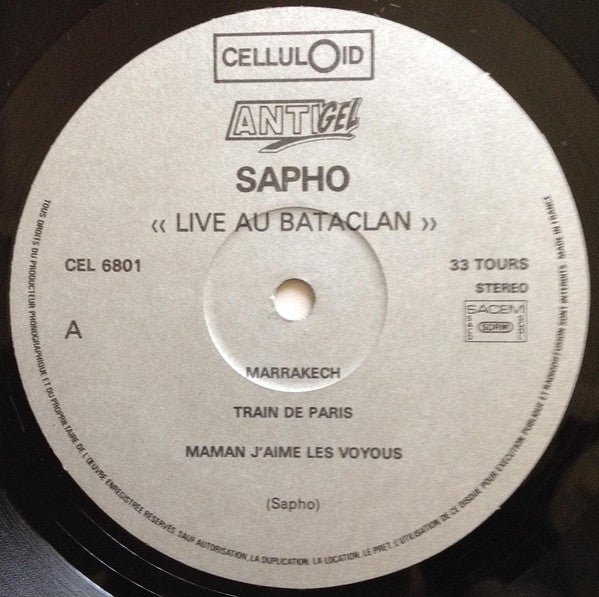 CELLULOID
ANTIGEL
SAPHO
« LIVE AU BATACLAN »
CEL 6801
33 TOURS
STEREO
SACEM
SDRM
A
MARRAKECH
TRAIN DE PARIS
MAMAN J'AIME LES VOYOUS
(Sapho)
TOUS DROITS DU PRODUCTEUR PHONOGRAPHIQUE ET DU PROPRIETAIRE DE L'ŒUVRE ENREGISTREE RESERVES SAUF AUTORISATION, LA DUPLICATION, LA LOCATION, LE PRET, L'UTILISATION DE CE DISQUE POUR EXECUTION PUBLIQUE ET RADIODIFFUSION SONT INTERDITS MADE IN FRANCE